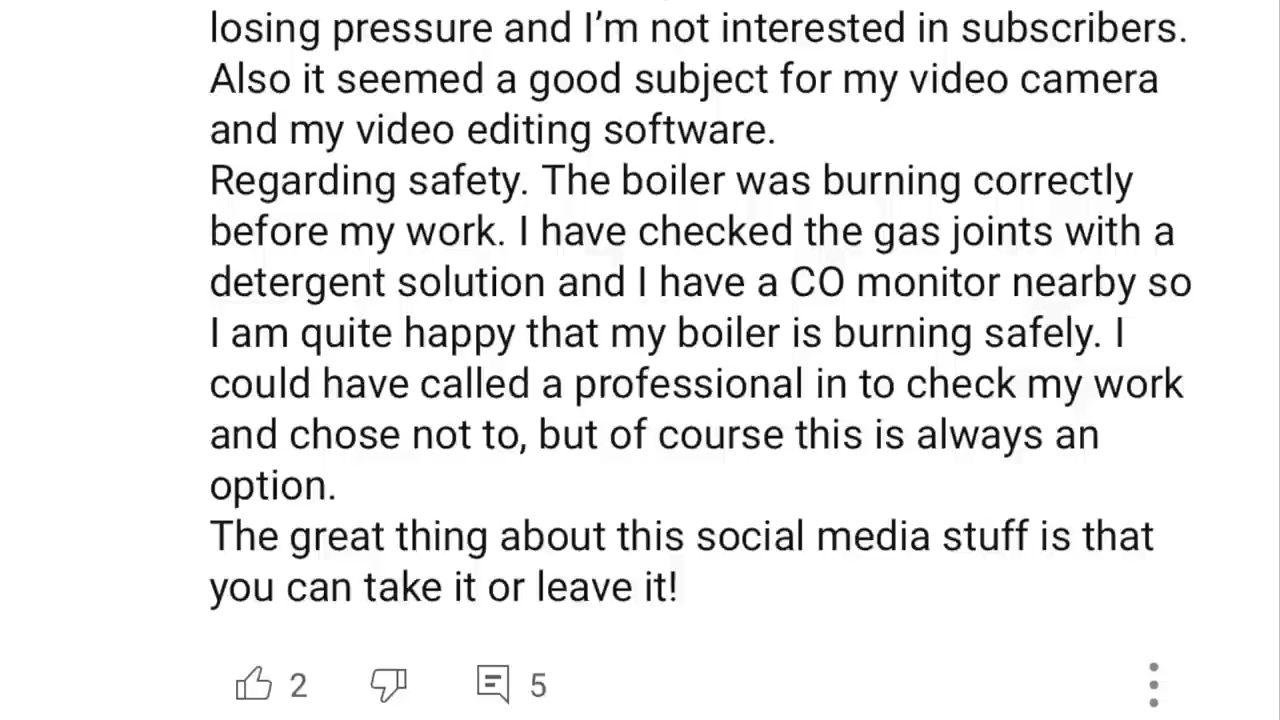 losing pressure and I’m not interested in subscribers.
Also it seemed a good subject for my video camera
and my video editing software.
Regarding safety. The boiler was burning correctly
before my work. I have checked the gas joints with a
detergent solution and I have a CO monitor nearby so
I am quite happy that my boiler is burning safely. I
could have called a professional in to check my work
and chose not to, but of course this is always an
option.
The great thing about this social media stuff is that
you can take it or leave it!
2 5